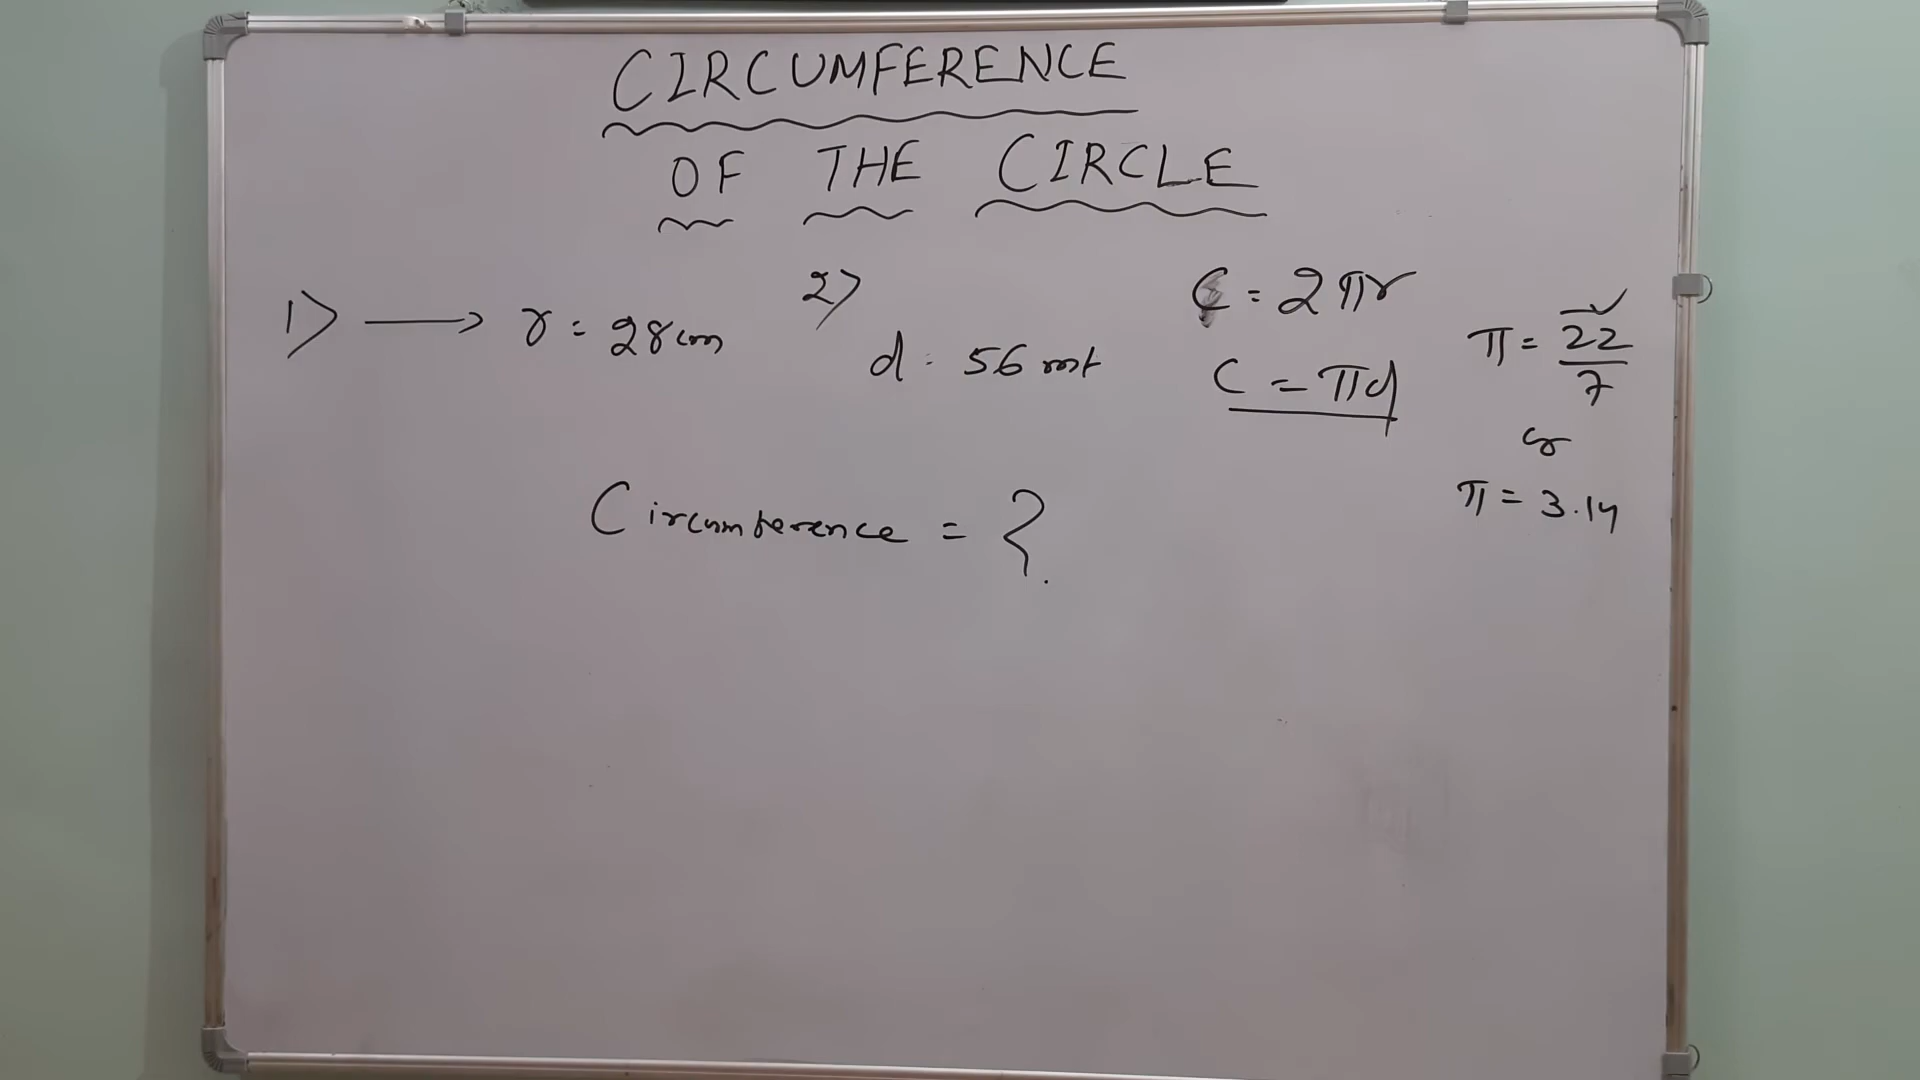 CIRCUMFERENCE
OF THE CIRCLE
1) → r = 28cm
2)
d = 56 mt
C = 2πr
C = πd
π = 22/7
or
π = 3.14
Circumference = ?